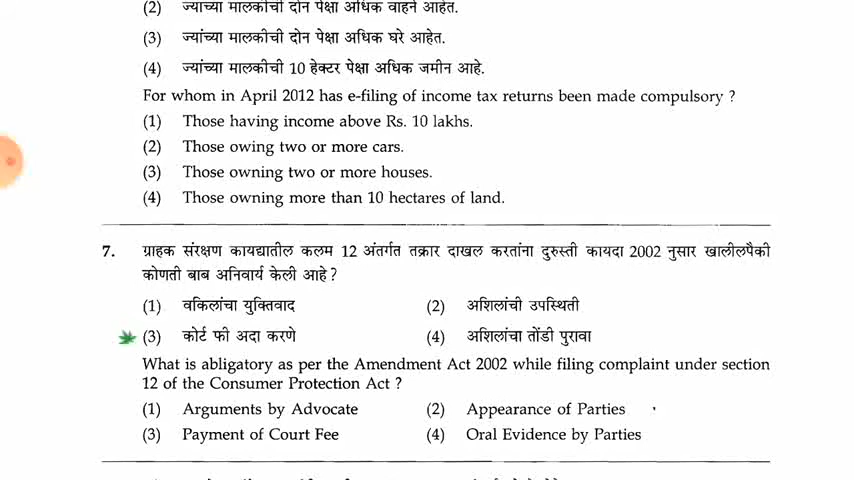 (2) ज्यांच्या मालकीची दोन पेक्षा अधिक वाहने आहेत.
(3) ज्यांच्या मालकीची दोन पेक्षा अधिक घरे आहेत.
(4) ज्यांच्या मालकीची 10 हेक्टर पेक्षा अधिक जमीन आहे.
For whom in April 2012 has e-filing of income tax returns been made compulsory ?
(1) Those having income above Rs. 10 lakhs.
(2) Those owing two or more cars.
(3) Those owning two or more houses.
(4) Those owning more than 10 hectares of land.
7. ग्राहक संरक्षण कायद्यातील कलम 12 अंतर्गत तक्रार दाखल करतांना दुरुस्ती कायदा 2002 नुसार खालीलपैकी
कोणती बाब अनिवार्य केली आहे ?
(1) वकिलांचा युक्तिवाद (2) अशिलांची उपस्थिती
(3) कोर्ट फी अदा करणे (4) अशिलांचा तोंडी पुरावा
What is abligatory as per the Amendment Act 2002 while filing complaint under section
12 of the Consumer Protection Act ?
(1) Arguments by Advocate (2) Appearance of Parties
(3) Payment of Court Fee (4) Oral Evidence by Parties